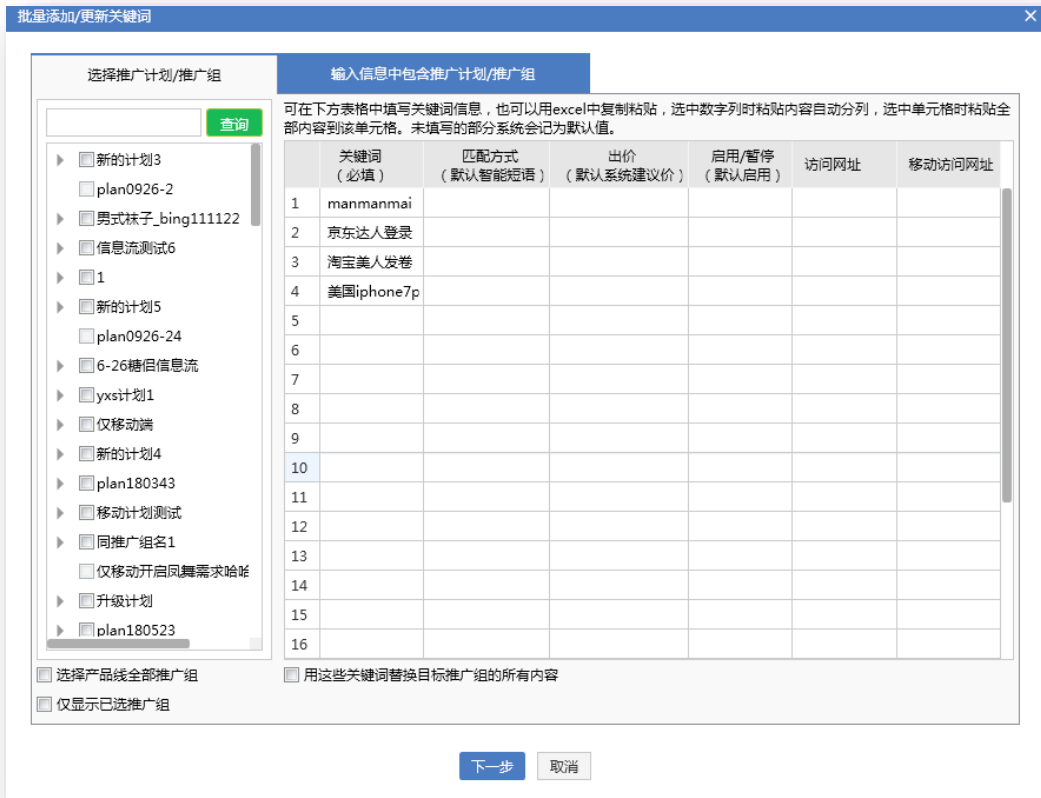 批量添加/更新关键词
选择推广计划/推广组
输入信息中包含推广计划/推广组
查询
新的计划3
plan0926-2
男式袜子_bing111122
信息流测试6
1
新的计划5
plan0926-24
6-26糖侣信息流
yxs计划1
仅移动端
新的计划4
plan180343
移动计划测试
同推广组名1
仅移动开启凤舞需求哈哈
升级计划
plan180523
选择产品线全部推广组
仅显示已选推广组
可在下方表格中填写关键词信息，也可以用excel中复制粘贴，选中数字列时粘贴内容自动分列，选中单元格时粘贴全
部内容到该单元格。未填写的部分系统会记为默认值。
关键词 匹配方式 出价 启用/暂停 访问网址 移动访问网址
（必填） （默认智能短语） （默认系统建议价） （默认启用）
1 manmanmai
2 京东达人登录
3 淘宝美人发卷
4 美国iphone7p
5
6
7
8
9
10
11
12
13
14
15
16
用这些关键词替换目标推广组的所有内容
下一步 取消